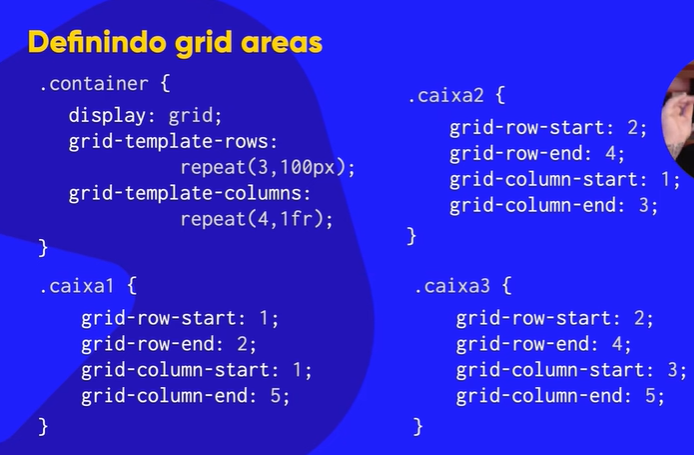 Definindo grid areas
.container {
display: grid;
grid-template-rows:
repeat(3,100px);
grid-template-columns:
repeat(4,1fr);
}
.caixa1 {
grid-row-start: 1;
grid-row-end: 2;
grid-column-start: 1;
grid-column-end: 5;
}
.caixa2 {
grid-row-start: 2;
grid-row-end: 4;
grid-column-start: 1;
grid-column-end: 3;
}
.caixa3 {
grid-row-start: 2;
grid-row-end: 4;
grid-column-start: 3;
grid-column-end: 5;
}